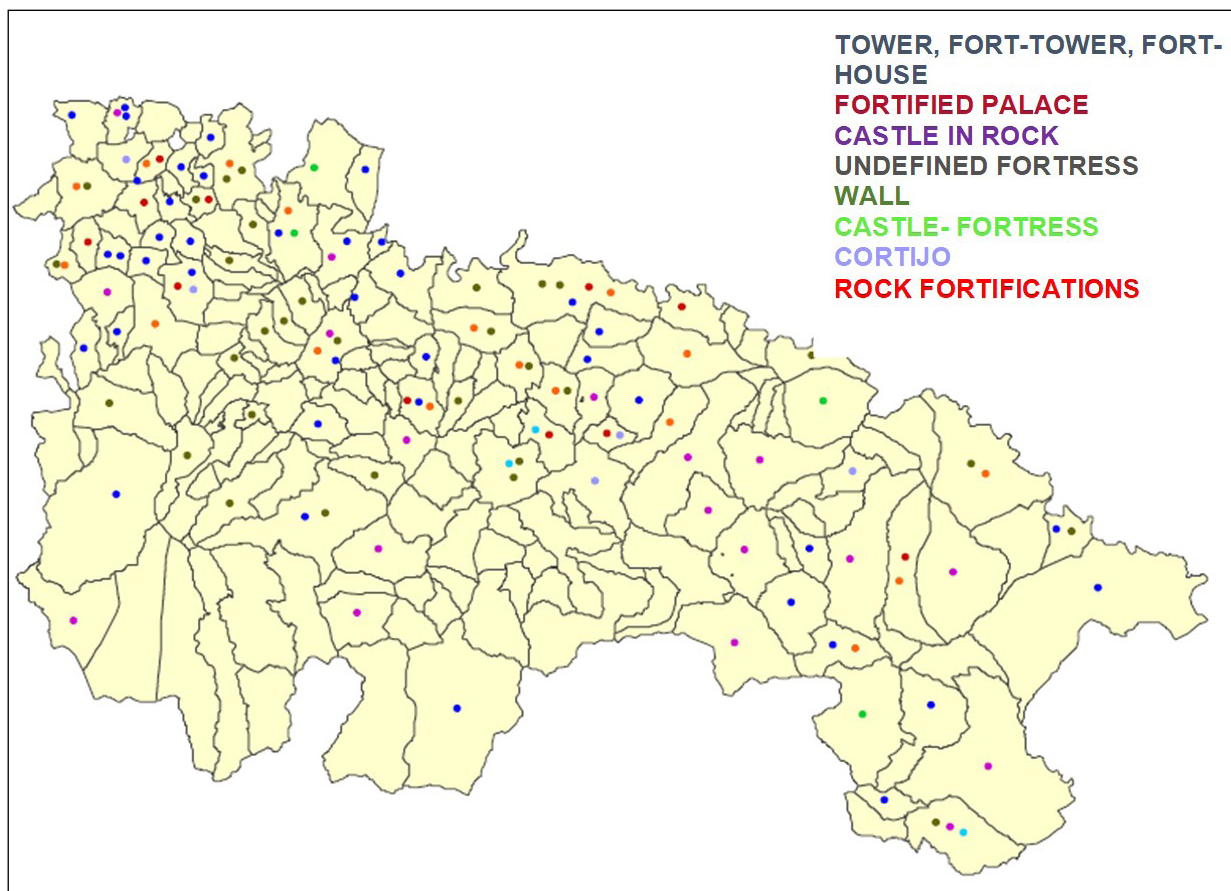 TOWER, FORT-TOWER, FORT-
HOUSE
FORTIFIED PALACE
CASTLE IN ROCK
UNDEFINED FORTRESS
WALL
CASTLE- FORTRESS
CORTIJO
ROCK FORTIFICATIONS